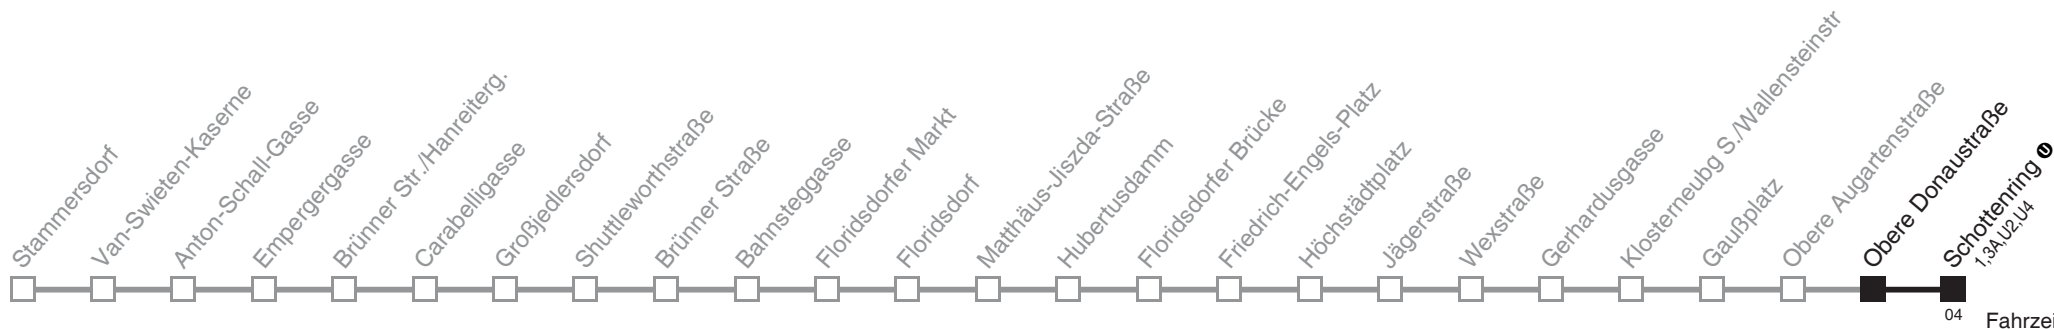 Stammersdorf
Van-Swieten-Kaserne
Anton-Schall-Gasse
Empergergasse
Brünner Str./Hanreiterg.
Carabelligasse
Großjedlersdorf
Shuttleworthstraße
Brünner Straße
Bahnsteggasse
Floridsdorfer Markt
Floridsdorf
Matthäus-Jiszda-Straße
Hubertusdamm
Floridsdorfer Brücke
Friedrich-Engels-Platz
Höchstädtplatz
Jägerstraße
Wexstraße
Gerhardusgasse
Klosterneubg S./Wallensteinstr
Gaußplatz
Obere Augartenstraße
Obere Donaustraße
Schottenring U
1,3A,U2,U4
04
Fahrzei